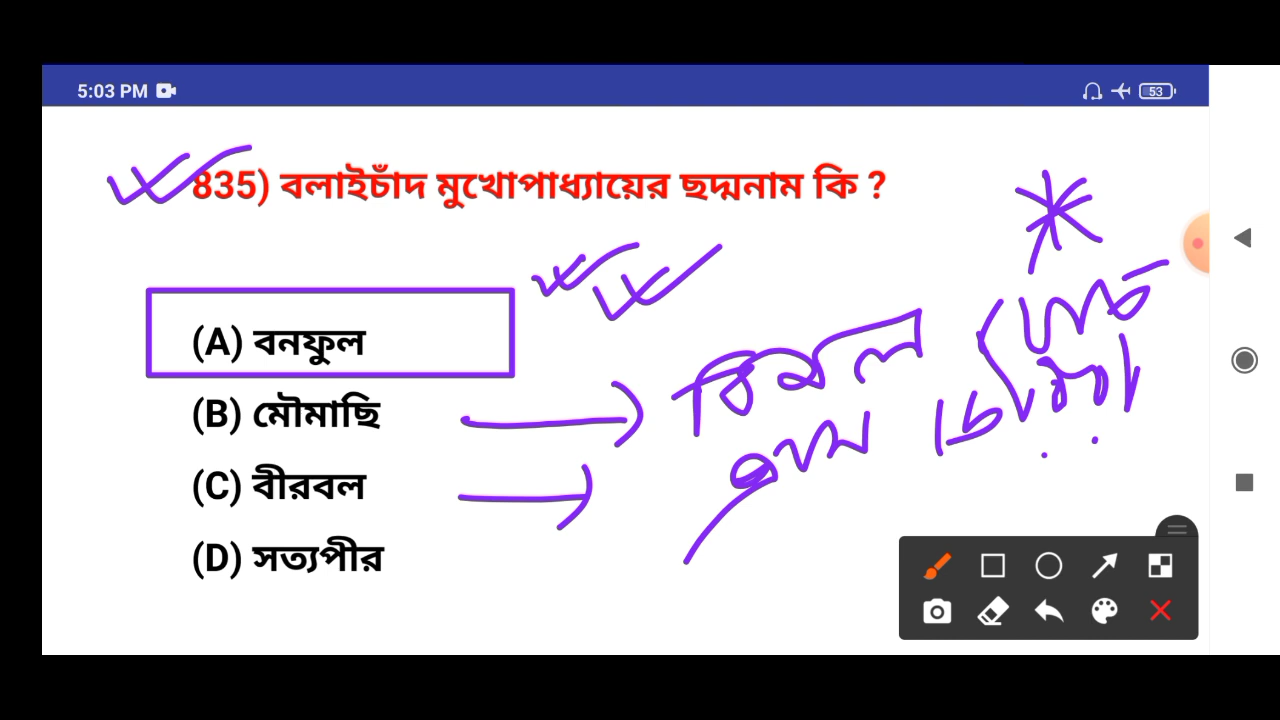 5:03 PM
53
835) বলাইচাঁদ মুখোপাধ্যায়ের ছদ্মনাম কি ?
(A) বনফুল
(B) মৌমাছি
বিমল ঘোষ
(C) বীরবল
প্রমথ চৌধুরী
(D) সত্যপীর